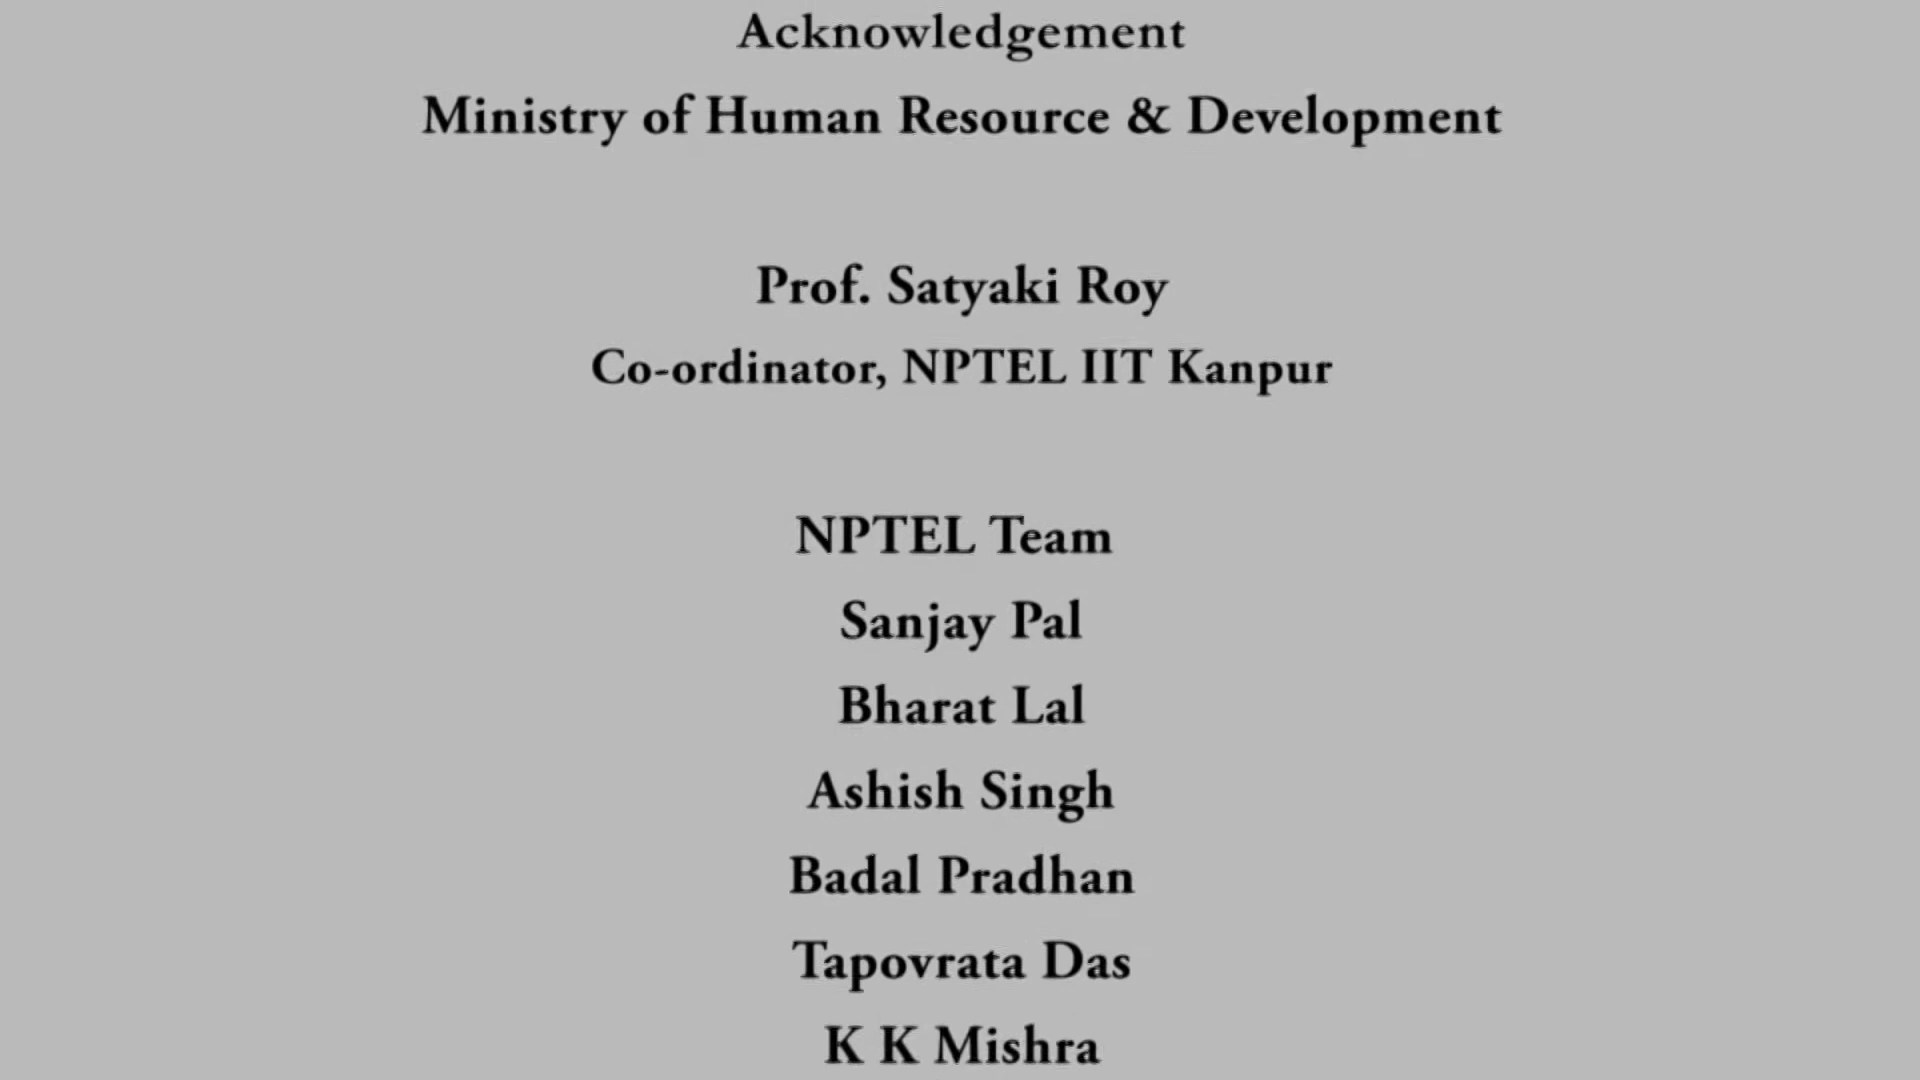 Acknowledgement
Ministry of Human Resource & Development
Prof. Satyaki Roy
Co-ordinator, NPTEL IIT Kanpur
NPTEL Team
Sanjay Pal
Bharat Lal
Ashish Singh
Badal Pradhan
Tapovrata Das
K K Mishra